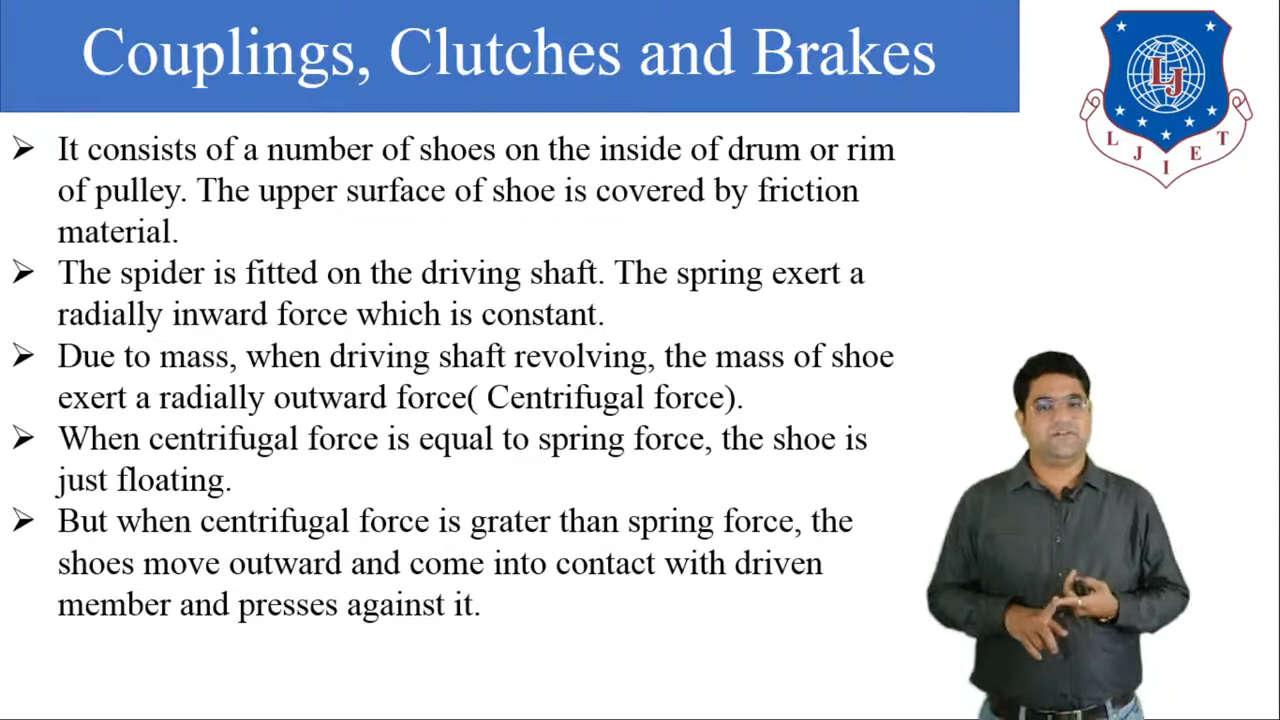 Couplings, Clutches and Brakes
LJ
L J I E T
➢ It consists of a number of shoes on the inside of drum or rim
of pulley. The upper surface of shoe is covered by friction
material.
➢ The spider is fitted on the driving shaft. The spring exert a
radially inward force which is constant.
➢ Due to mass, when driving shaft revolving, the mass of shoe
exert a radially outward force( Centrifugal force).
➢ When centrifugal force is equal to spring force, the shoe is
just floating.
➢ But when centrifugal force is grater than spring force, the
shoes move outward and come into contact with driven
member and presses against it.